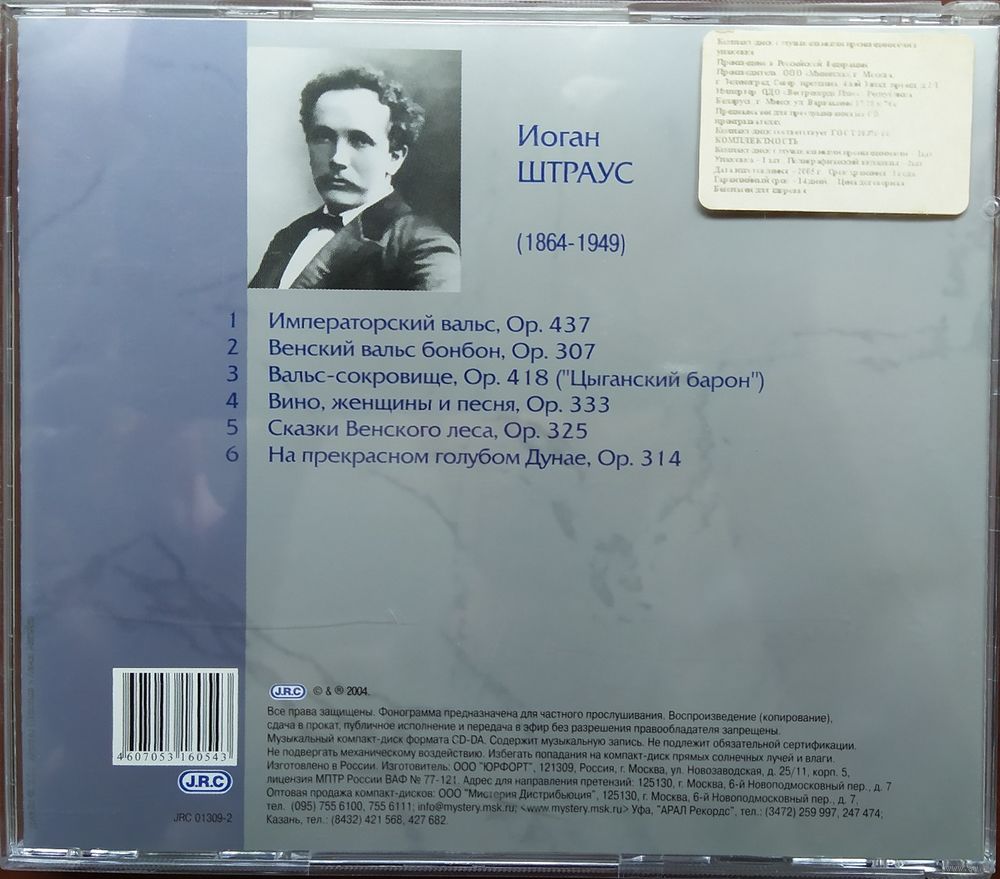 Иоган
ШТРАУС
(1864-1949)
1 Императорский вальс, Op. 437
2 Венский вальс бонбон, Op. 307
3 Вальс-сокровище, Op. 418 ("Цыганский барон")
4 Вино, женщины и песня, Op. 333
5 Сказки Венского леса, Op. 325
6 На прекрасном голубом Дунае, Op. 314
упаковка
Произведено в Российской Федерации
КОМПЛЕКТНОСТЬ
J.R.C © & ® 2004.
Все права защищены. Фонограмма предназначена для частного прослушивания. Воспроизведение (копирование),
сдача в прокат, публичное исполнение и передача в эфир без разрешения правообладателя запрещены.
Музыкальный компакт-диск формата CD-DA. Содержит музыкальную запись. Не подлежит обязательной сертификации.
Не подвергать механическому воздействию. Избегать попадания на компакт-диск прямых солнечных лучей и влаги.
Изготовлено в России. Изготовитель: ООО "ЮРФОРТ", 121309, Россия, г. Москва, ул. Новозаводская, д. 25/11, корп. 5,
лицензия МПТР России ВАФ № 77-121. Адрес для направления претензий: 125130, г. Москва, 6-й Новоподмосковный пер., д. 7
Оптовая продажа компакт-дисков: ООО "Мистерия Дистрибьюция", 125130, г. Москва, 6-й Новоподмосковный пер., д. 7,
тел. (095) 755 6100, 755 6111; info@mystery.msk.ru; <www.mystery.msk.ru> Уфа, "АРАЛ Рекордс", тел.: (3472) 259 997, 247 474;
Казань, тел.: (8432) 421 568, 427 682.
4 607053 160543
J.R.C
JRC 01309-2